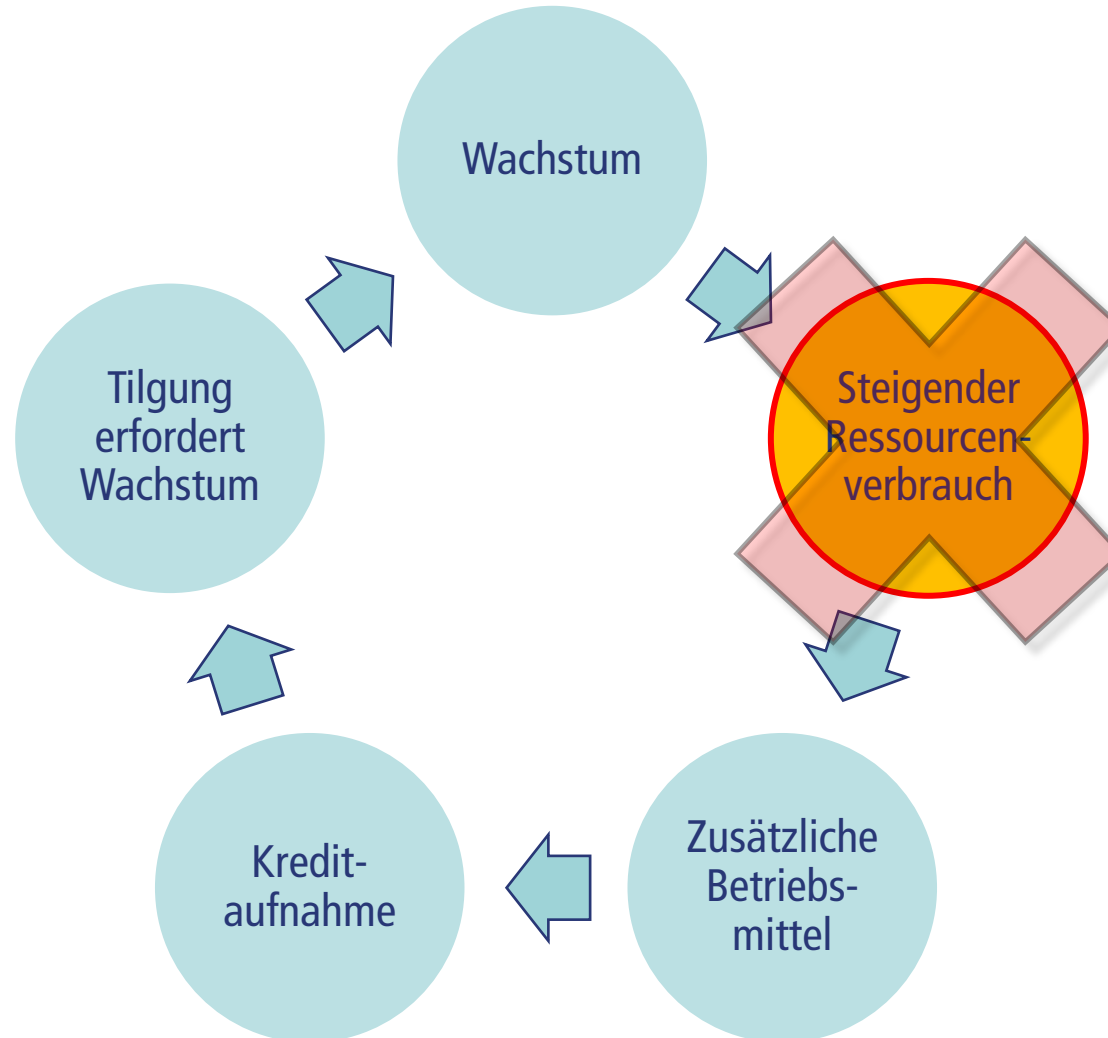 Wachstum
Steigender
Ressourcen-
verbrauch
Zusätzliche
Betriebs-
mittel
Kredit-
aufnahme
Tilgung
erfordert
Wachstum